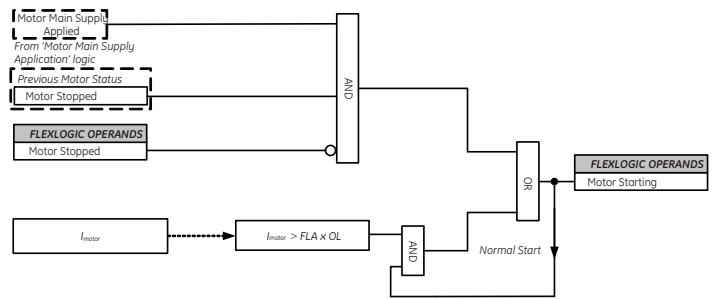 Motor Main Supply
Applied
From 'Motor Main Supply
Application' logic
Previous Motor Status
Motor Stopped
FLEXLOGIC OPERANDS
Motor Stopped
AND
OR
FLEXLOGIC OPERANDS
Motor Starting
Imotor
Imotor > FLA x OL
AND
Normal Start